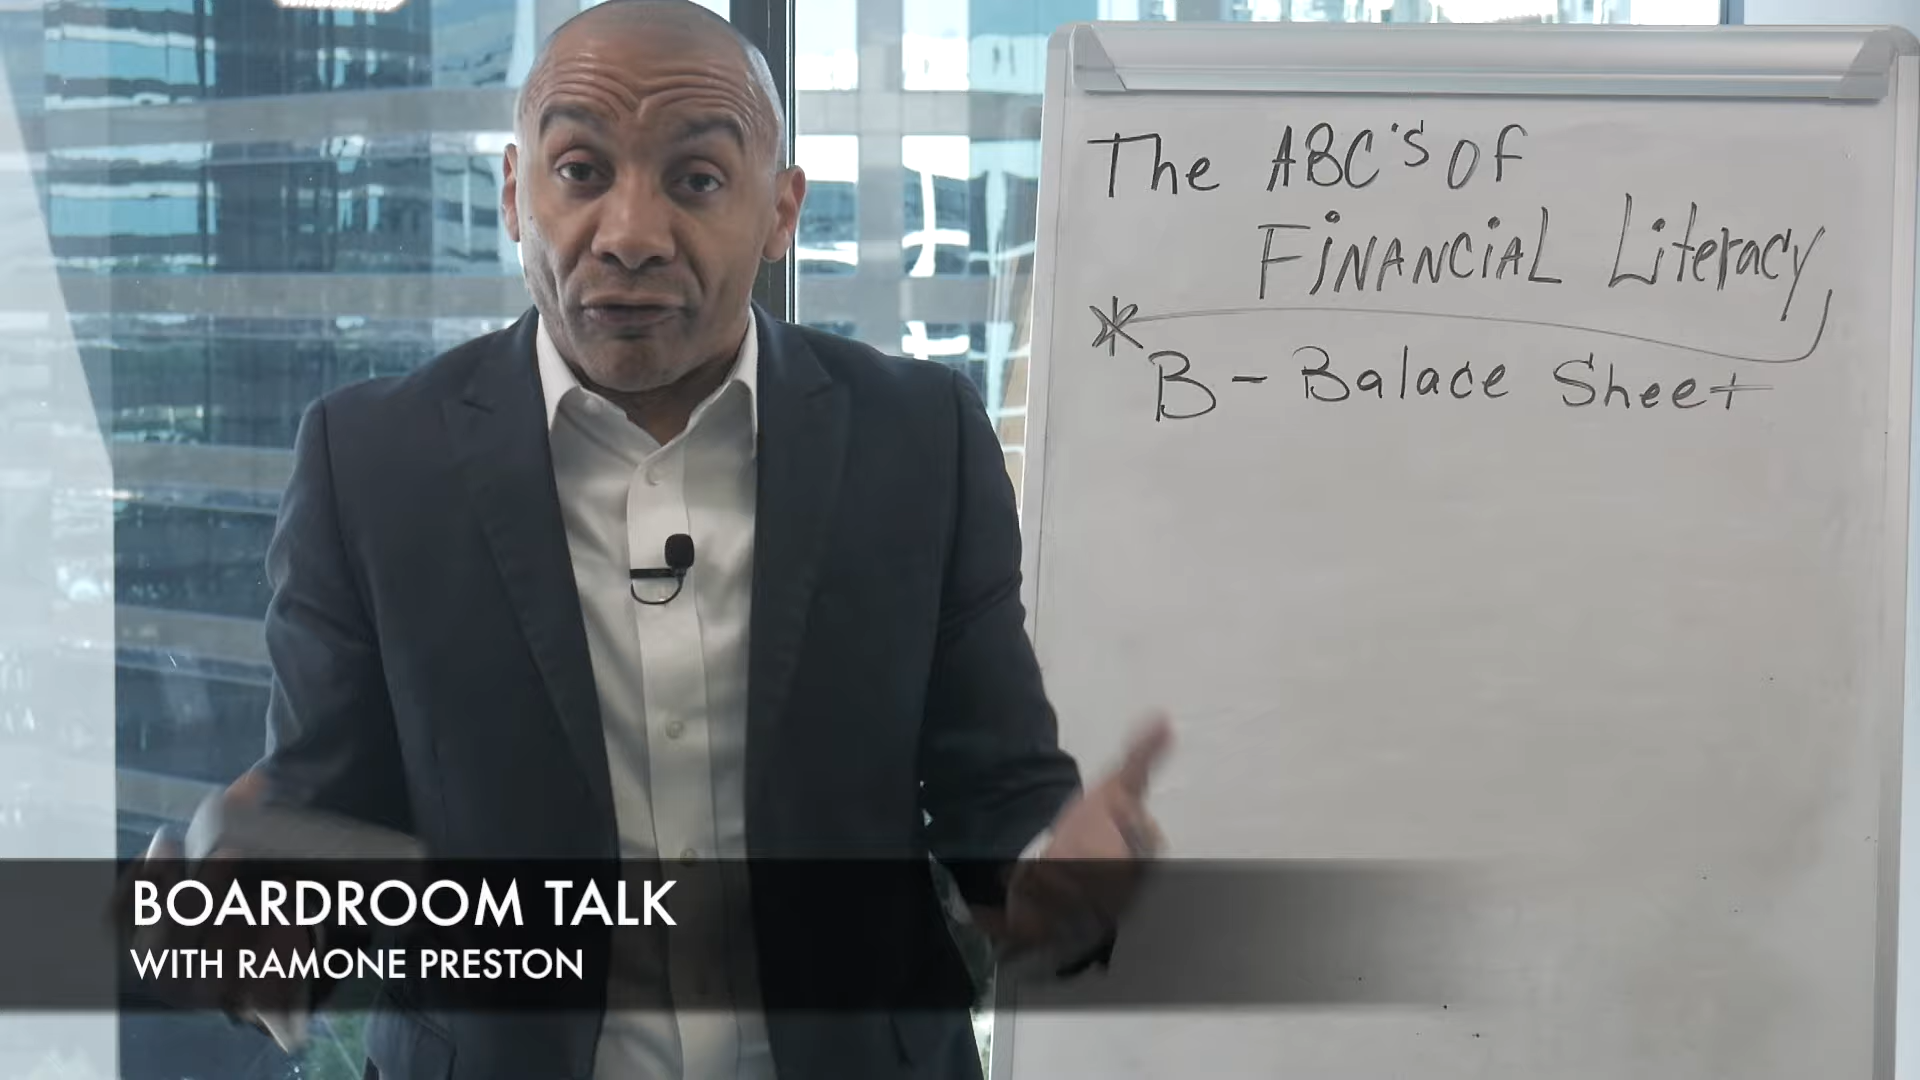 The ABC's of
FINANCIAL Literacy
* B - Balace Sheet
BOARDROOM TALK
WITH RAMONE PRESTON